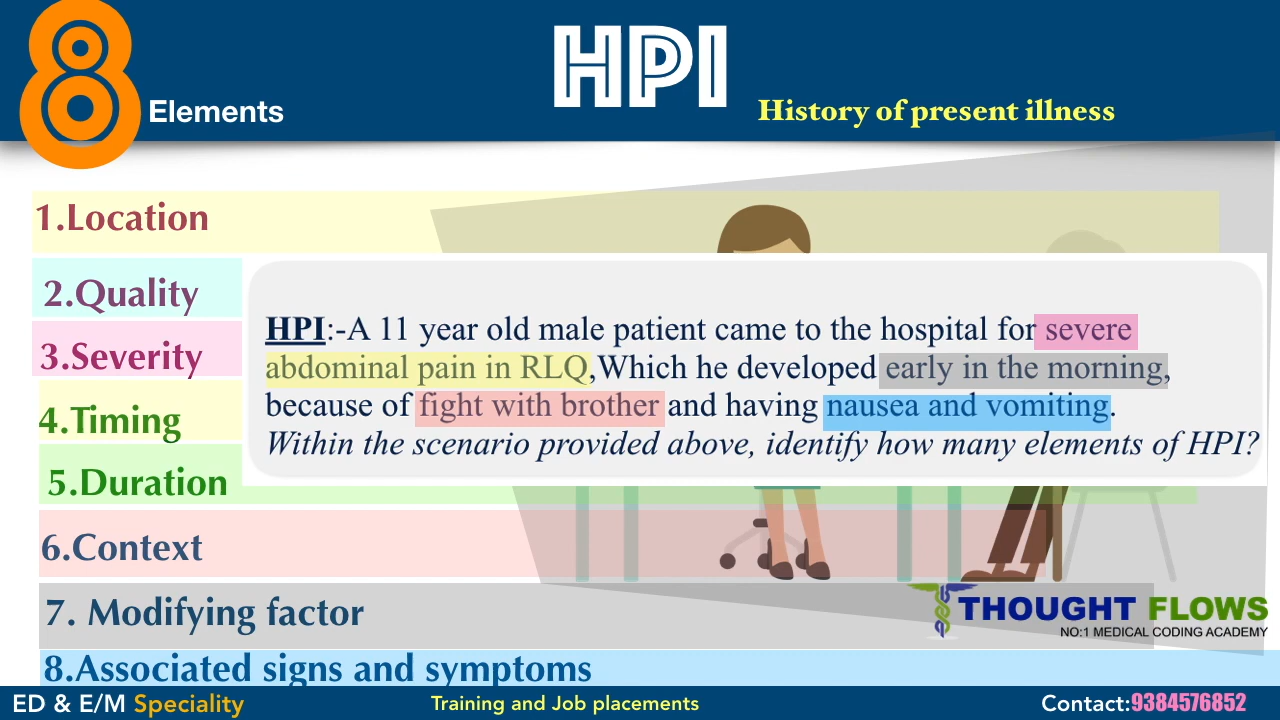 8 Elements
HPI
History of present illness
1.Location
2.Quality
3.Severity
4.Timing
5.Duration
6.Context
7. Modifying factor
8.Associated signs and symptoms
HPI:-A 11 year old male patient came to the hospital for severe
abdominal pain in RLQ,Which he developed early in the morning,
because of fight with brother and having nausea and vomiting.
Within the scenario provided above, identify how many elements of HPI?
THOUGHT FLOWS
NO:1 MEDICAL CODING ACADEMY
ED & E/M Speciality
Training and Job placements
Contact:9384576852